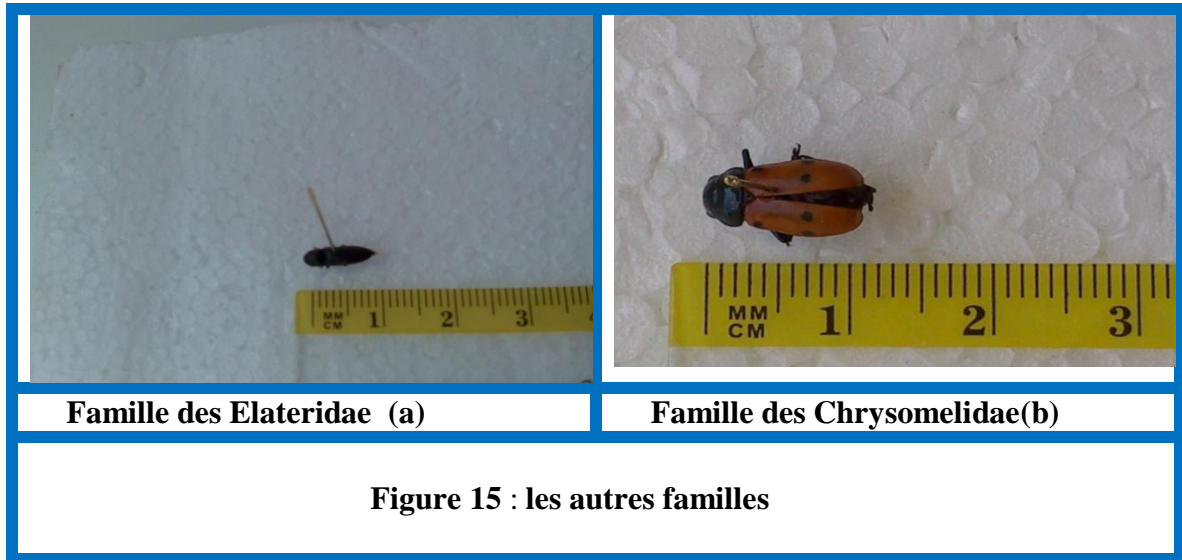 MM
CM 1 2 3
MM
CM 1 2 3
Famille des Elateridae (a)
Famille des Chrysomelidae(b)
Figure 15 : les autres familles